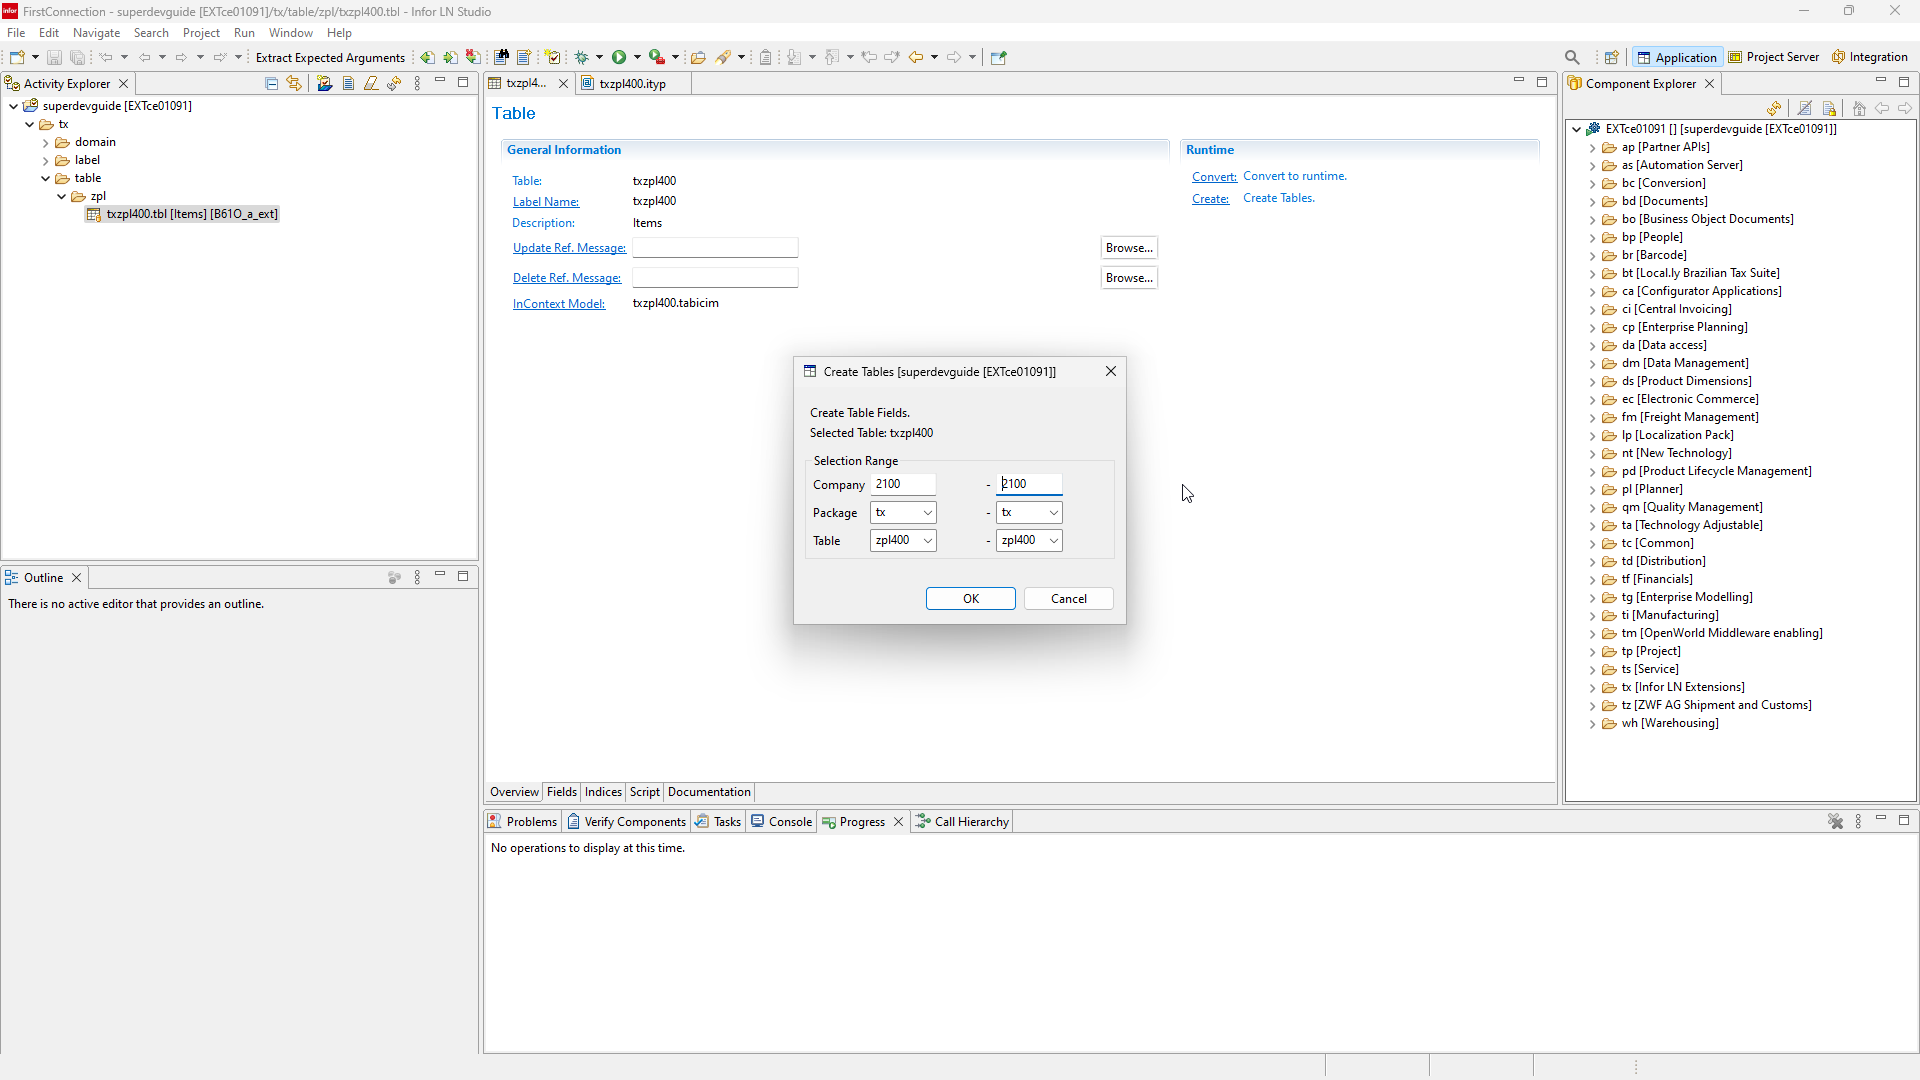 infor FirstConnection - superdevguide [EXTce01091]/tx/table/zpl/txzpl400.tbl - Infor LN Studio
File Edit Navigate Search Project Run Window Help
Extract Expected Arguments
Application Project Server Integration
Activity Explorer
superdevguide [EXTce01091]
tx
domain
label
table
zpl
txzpl400.tbl [Items] [B61O_a_ext]
Outline
There is no active editor that provides an outline.
txzpl4... txzpl400.ityp
Table
General Information
Table: txzpl400
Label Name: txzpl400
Description: Items
Update Ref. Message: Browse...
Delete Ref. Message: Browse...
InContext Model: txzpl400.tabicim
Runtime
Convert: Convert to runtime.
Create: Create Tables.
Create Tables [superdevguide [EXTce01091]]
Create Table Fields.
Selected Table: txzpl400
Selection Range
Company 2100 - 2100
Package tx - tx
Table zpl400 - zpl400
OK Cancel
Overview Fields Indices Script Documentation
Problems Verify Components Tasks Console Progress Call Hierarchy
No operations to display at this time.
Component Explorer
EXTce01091 [] [superdevguide [EXTce01091]]
ap [Partner APIs]
as [Automation Server]
bc [Conversion]
bd [Documents]
bo [Business Object Documents]
bp [People]
br [Barcode]
bt [Local.ly Brazilian Tax Suite]
ca [Configurator Applications]
ci [Central Invoicing]
cp [Enterprise Planning]
da [Data access]
dm [Data Management]
ds [Product Dimensions]
ec [Electronic Commerce]
fm [Freight Management]
lp [Localization Pack]
nt [New Technology]
pd [Product Lifecycle Management]
pl [Planner]
qm [Quality Management]
ta [Technology Adjustable]
tc [Common]
td [Distribution]
tf [Financials]
tg [Enterprise Modelling]
ti [Manufacturing]
tm [OpenWorld Middleware enabling]
tp [Project]
ts [Service]
tx [Infor LN Extensions]
tz [ZWF AG Shipment and Customs]
wh [Warehousing]